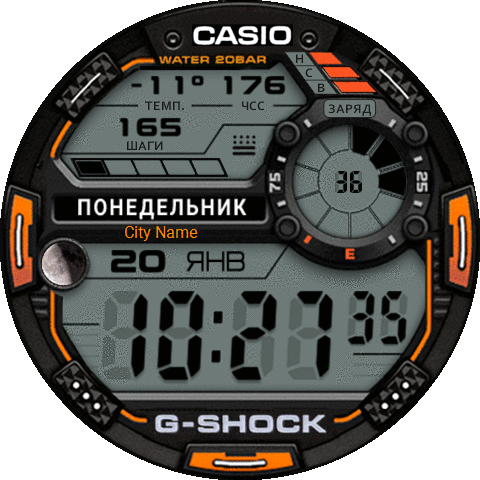 CASIO
WATER 20BAR
Н
С
В
-11° 176
ТЕМП. ЧСС
ЗАРЯД
165
ШАГИ
36
75
25
E
ПОНЕДЕЛЬНИК
City Name
20 ЯНВ
10:27 35
G-SHOCK